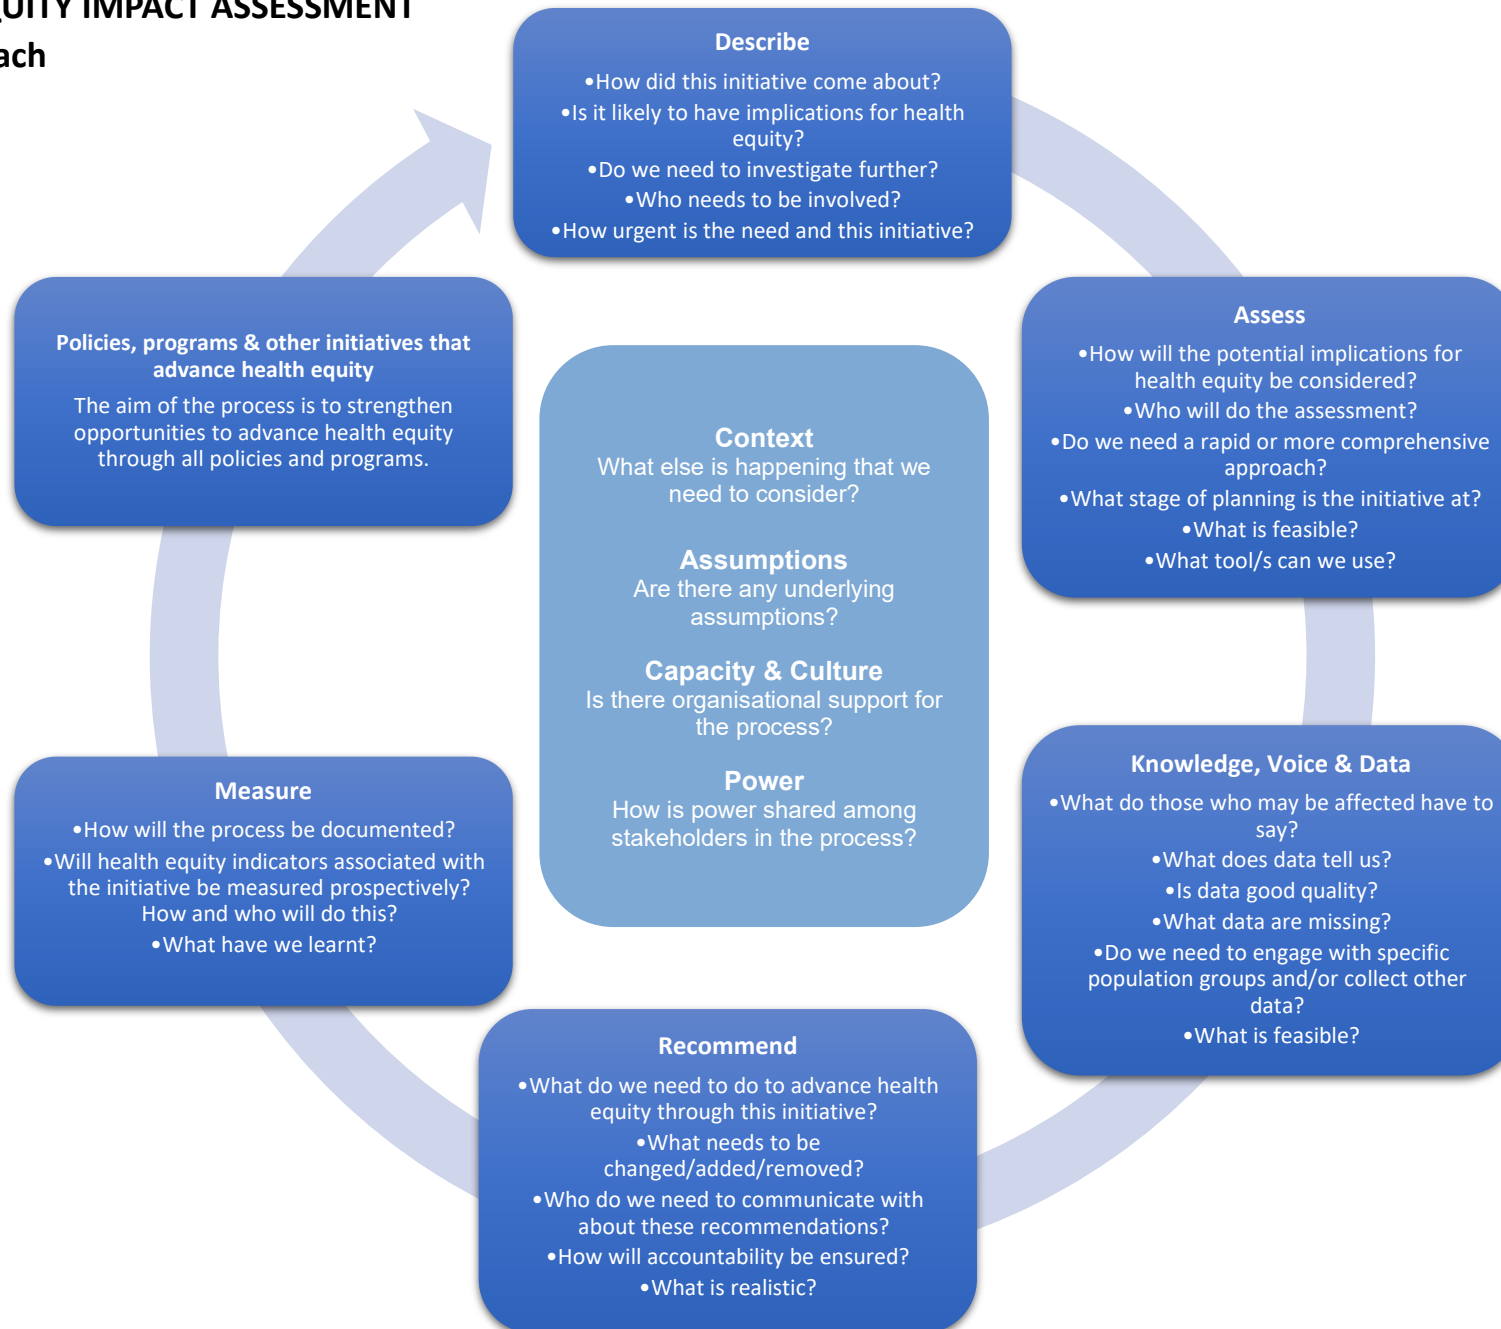 QUITY IMPACT ASSESSMENT
ach
Describe
•How did this initiative come about?
•Is it likely to have implications for health
equity?
•Do we need to investigate further?
•Who needs to be involved?
•How urgent is the need and this initiative?
Assess
•How will the potential implications for
health equity be considered?
•Who will do the assessment?
•Do we need a rapid or more comprehensive
approach?
•What stage of planning is the initiative at?
•What is feasible?
•What tool/s can we use?
Knowledge, Voice & Data
•What do those who may be affected have to
say?
•What does data tell us?
•Is data good quality?
•What data are missing?
•Do we need to engage with specific
population groups and/or collect other
data?
•What is feasible?
Recommend
•What do we need to do to advance health
equity through this initiative?
•What needs to be
changed/added/removed?
•Who do we need to communicate with
about these recommendations?
•How will accountability be ensured?
•What is realistic?
Measure
•How will the process be documented?
•Will health equity indicators associated with
the initiative be measured prospectively?
How and who will do this?
•What have we learnt?
Policies, programs & other initiatives that
advance health equity
The aim of the process is to strengthen
opportunities to advance health equity
through all policies and programs.
Context
What else is happening that we
need to consider?
Assumptions
Are there any underlying
assumptions?
Capacity & Culture
Is there organisational support for
the process?
Power
How is power shared among
stakeholders in the process?